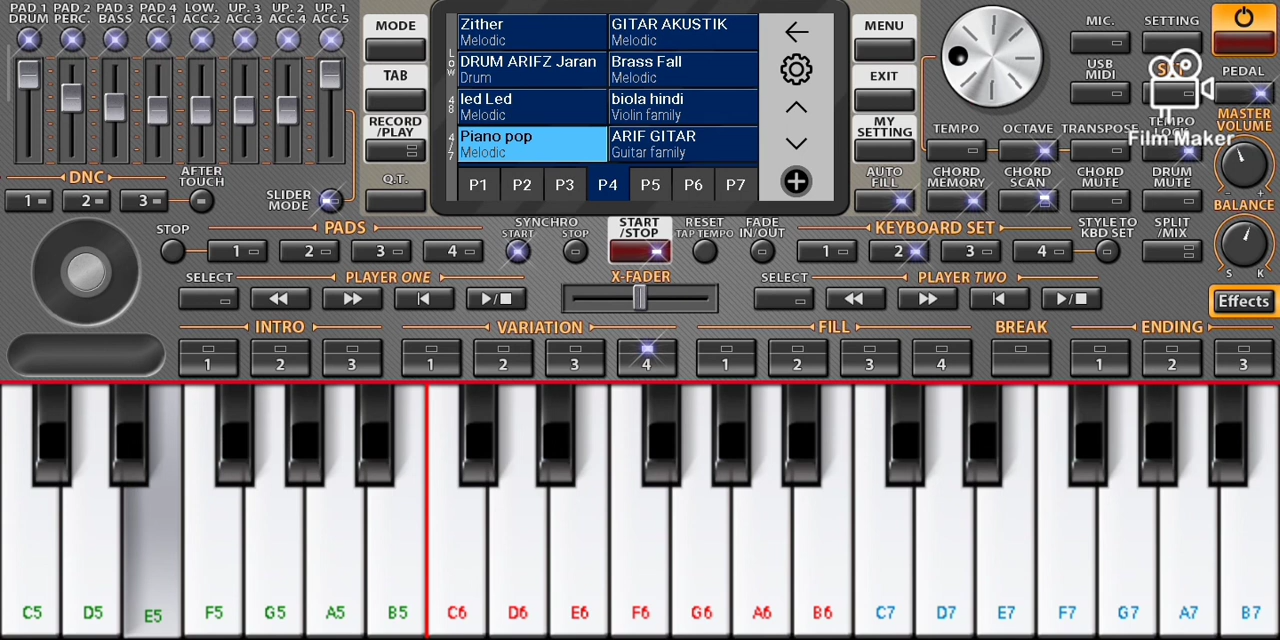 PAD 1 PAD 2 PAD 3 PAD 4 LOW. UP. 3 UP. 2 UP. 1
DRUM PERC. BASS ACC.1 ACC.2 ACC.3 ACC.4 ACC.5
MODE
TAB
RECORD
/PLAY
Q.T.
DNC
1 2 3
AFTER
TOUCH
SLIDER
MODE
LOW
48
4/7
Zither
Melodic
GITAR AKUSTIK
Melodic
DRUM ARIFZ Jaran
Drum
Brass Fall
Melodic
led Led
Melodic
biola hindi
Violin family
Piano pop
Melodic
ARIF GITAR
Guitar family
P1 P2 P3 P4 P5 P6 P7
MENU
EXIT
MY
SETTING
AUTO
FILL
MIC. SETTING
USB
MIDI
PEDAL
Film Maker
TEMPO OCTAVE TRANSPOSE TEMPO
LOCK
CHORD
MEMORY
CHORD
SCAN
CHORD
MUTE
DRUM
MUTE
MASTER
VOLUME
- +
BALANCE
S K
STOP
PADS
1 2 3 4
SYNCHRO
START STOP
START
/STOP
RESET
TAP TEMPO
FADE
IN/OUT
KEYBOARD SET
1 2 3 4
STYLE TO
KBD SET
SPLIT
/MIX
SELECT PLAYER ONE
X-FADER
SELECT PLAYER TWO
Effects
INTRO VARIATION FILL BREAK ENDING
1 2 3 1 2 3 4 1 2 3 4 1 2 3
C5 D5 E5 F5 G5 A5 B5 C6 D6 E6 F6 G6 A6 B6 C7 D7 E7 F7 G7 A7 B7